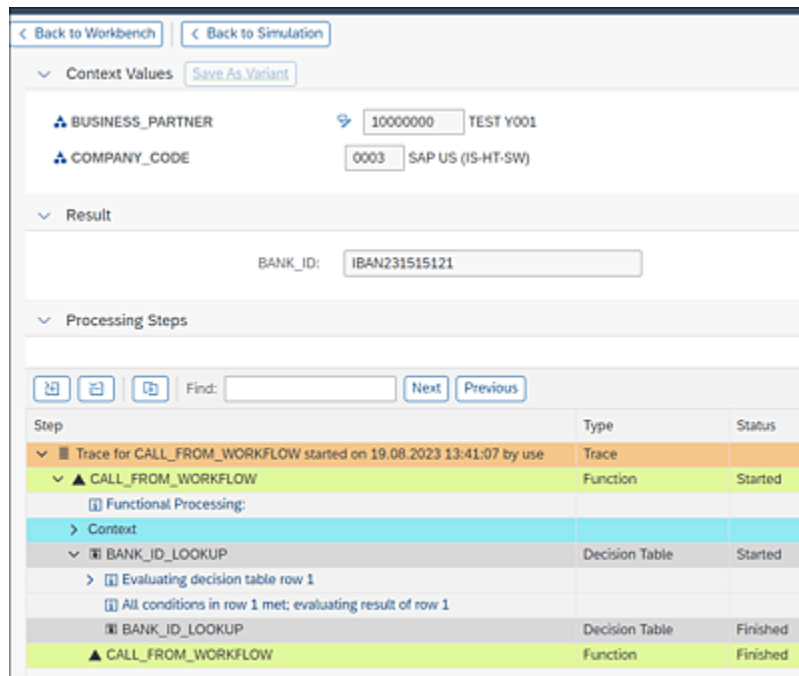 Back to Workbench Back to Simulation
Context Values Save As Variant
BUSINESS_PARTNER 10000000 TEST Y001
COMPANY_CODE 0003 SAP US (IS-HT-SW)
Result
BANK_ID: IBAN231515121
Processing Steps
Find: Next Previous
Step Type Status
Trace for CALL_FROM_WORKFLOW started on 19.08.2023 13:41:07 by use Trace
CALL_FROM_WORKFLOW Function Started
Functional Processing:
Context
BANK_ID_LOOKUP Decision Table Started
Evaluating decision table row 1
All conditions in row 1 met; evaluating result of row 1
BANK_ID_LOOKUP Decision Table Finished
CALL_FROM_WORKFLOW Function Finished